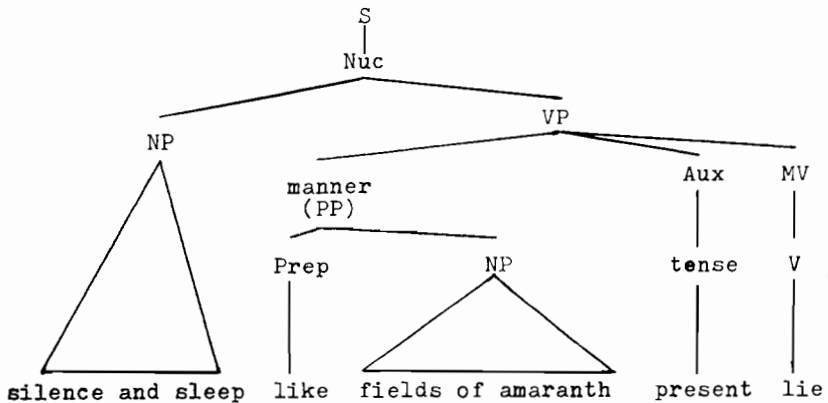 S
Nuc
NP VP
manner Aux MV
(PP)
Prep NP tense V
silence and sleep like fields of amaranth present lie